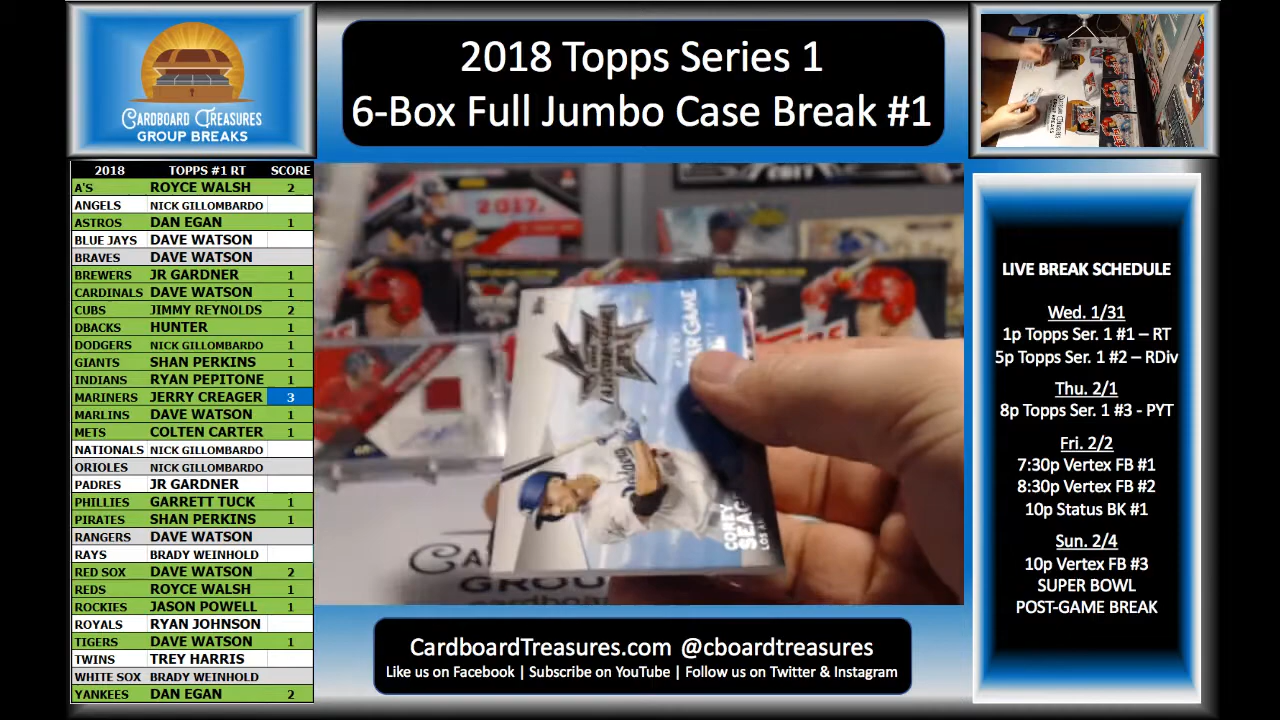 CARDBOARD TREASURES
GROUP BREAKS
2018 Topps Series 1
6-Box Full Jumbo Case Break #1
2018 TOPPS #1 RT SCORE
A'S ROYCE WALSH 2
ANGELS NICK GILLOMBARDO
ASTROS DAN EGAN 1
BLUE JAYS DAVE WATSON
BRAVES DAVE WATSON
BREWERS JR GARDNER 1
CARDINALS DAVE WATSON 1
CUBS JIMMY REYNOLDS 2
DBACKS HUNTER 1
DODGERS NICK GILLOMBARDO 1
GIANTS SHAN PERKINS 1
INDIANS RYAN PEPITONE 1
MARINERS JERRY CREAGER 3
MARLINS DAVE WATSON 1
METS COLTEN CARTER 1
NATIONALS NICK GILLOMBARDO
ORIOLES NICK GILLOMBARDO
PADRES JR GARDNER
PHILLIES GARRETT TUCK 1
PIRATES SHAN PERKINS 1
RANGERS DAVE WATSON
RAYS BRADY WEINHOLD
RED SOX DAVE WATSON 2
REDS ROYCE WALSH 1
ROCKIES JASON POWELL 1
ROYALS RYAN JOHNSON
TIGERS DAVE WATSON 1
TWINS TREY HARRIS
WHITE SOX BRADY WEINHOLD
YANKEES DAN EGAN 2
2017
2017
COREY
SEAG
LOS A
GROU
LIVE BREAK SCHEDULE
Wed. 1/31
1p Topps Ser. 1 #1 – RT
5p Topps Ser. 1 #2 – RDiv
Thu. 2/1
8p Topps Ser. 1 #3 - PYT
Fri. 2/2
7:30p Vertex FB #1
8:30p Vertex FB #2
10p Status BK #1
Sun. 2/4
10p Vertex FB #3
SUPER BOWL
POST-GAME BREAK
CardboardTreasures.com @cboardtreasures
Like us on Facebook | Subscribe on YouTube | Follow us on Twitter & Instagram